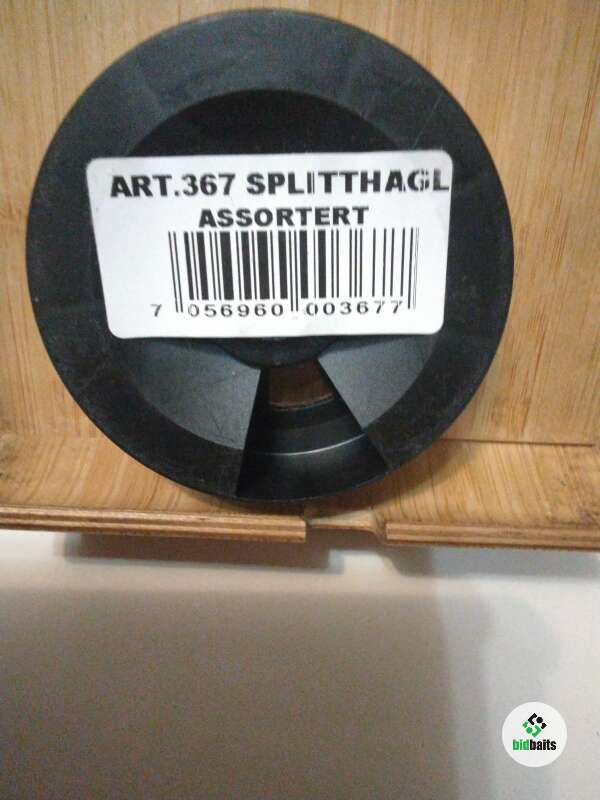 ART.367 SPLITTHAGL
ASSORTERT
7 056960 003677
bidbaits